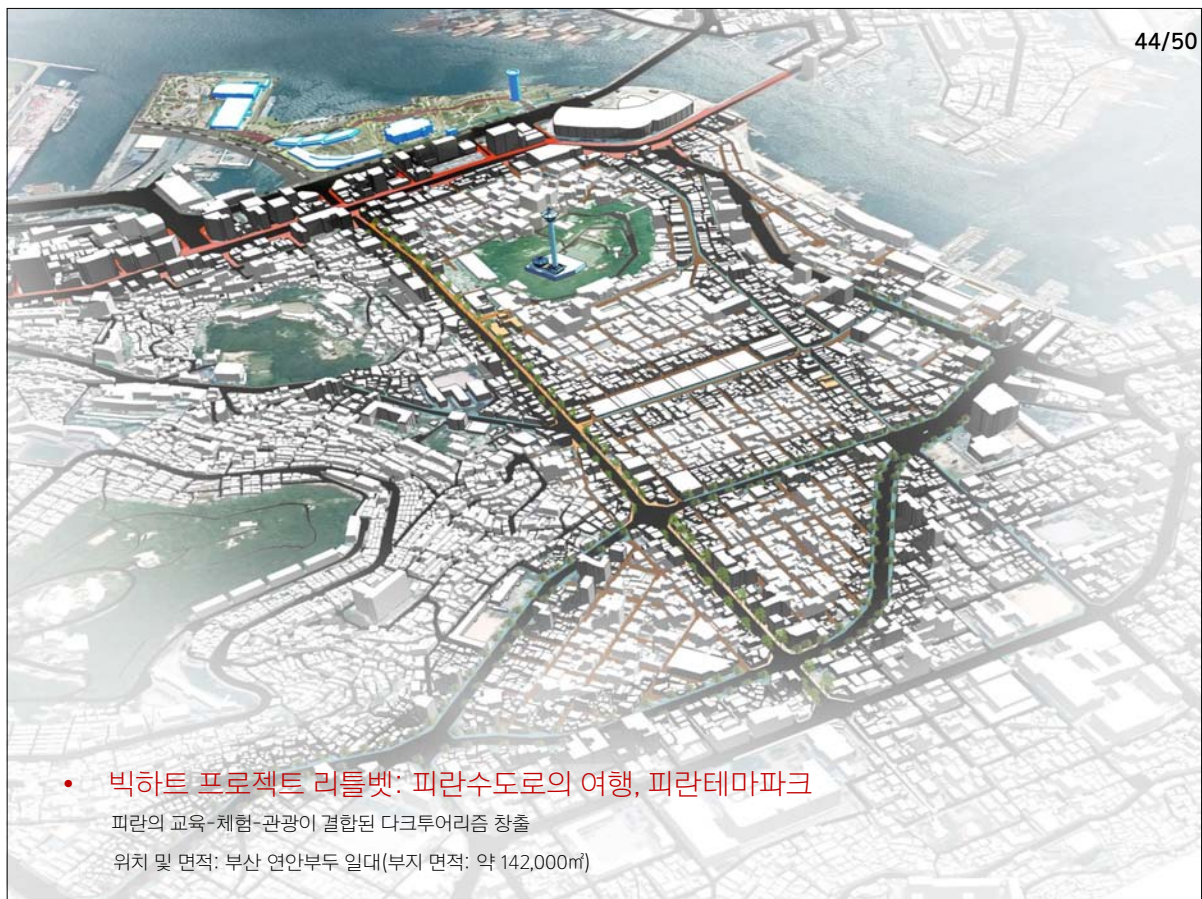 44/50
• 빅하트 프로젝트 리틀벳: 피란수도로의 여행, 피란테마파크
피란의 교육-체험-관광이 결합된 다크투어리즘 창출
위치 및 면적: 부산 연안부두 일대(부지 면적: 약 142,000㎡)